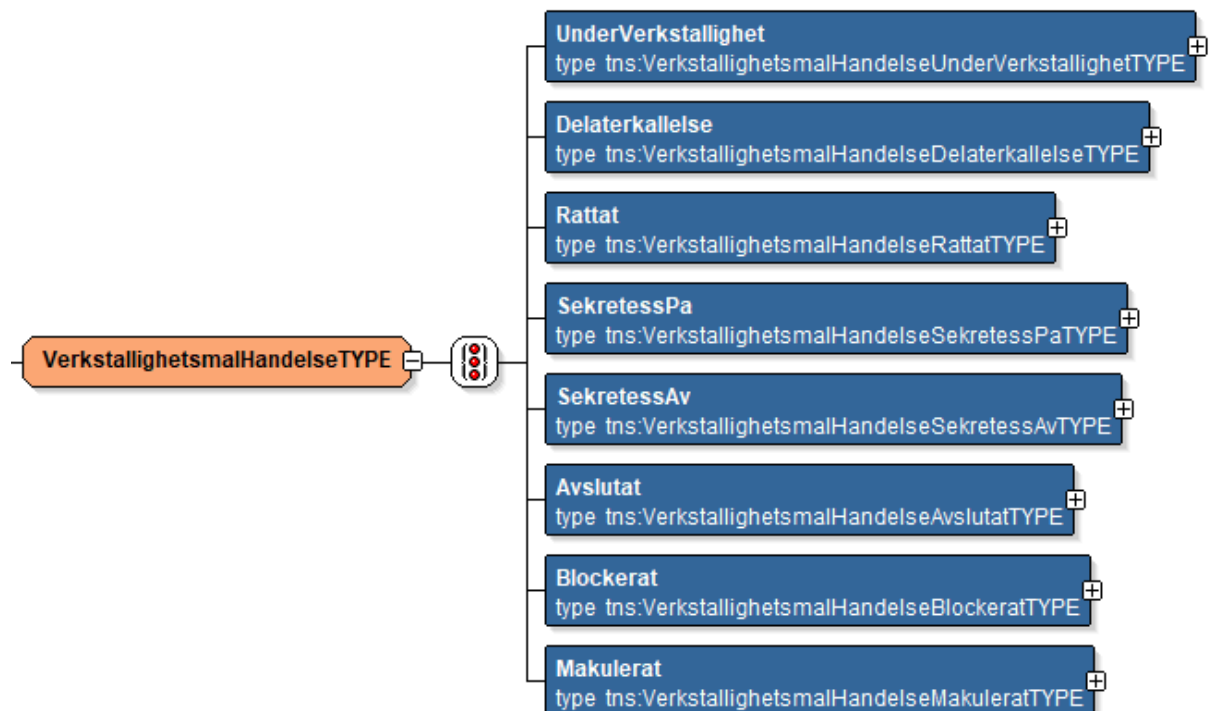 UnderVerkstallighet
type tns:VerkstallighetsmalHandelseUnderVerkstallighetTYPE
Delaterkallelse
type tns:VerkstallighetsmalHandelseDelaterkallelseTYPE
Rattat
type tns:VerkstallighetsmalHandelseRattatTYPE
SekretessPa
type tns:VerkstallighetsmalHandelseSekretessPaTYPE
VerkstallighetsmalHandelseTYPE
SekretessAv
type tns:VerkstallighetsmalHandelseSekretessAvTYPE
Avslutat
type tns:VerkstallighetsmalHandelseAvslutatTYPE
Blockerat
type tns:VerkstallighetsmalHandelseBlockeratTYPE
Makulerat
type tns:VerkstallighetsmalHandelseMakuleratTYPE